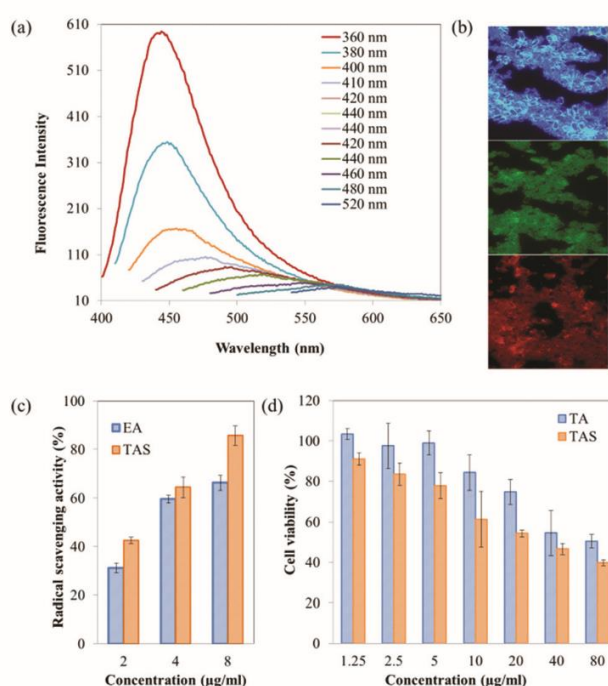 (a)
610
510
410
310
210
110
10
Fluorescence Intensity
400
450
500
550
600
650
Wavelength (nm)
360 nm
380 nm
400 nm
410 nm
420 nm
440 nm
440 nm
420 nm
440 nm
460 nm
480 nm
520 nm
(b)
(c)
100
80
60
40
20
0
Radical scavenging activity (%)
EA
TAS
2
4
8
Concentration (µg/ml)
(d)
120
100
80
60
40
20
0
Cell viability (%)
TA
TAS
1.25
2.5
5
10
20
40
80
Concentration (µg/ml)